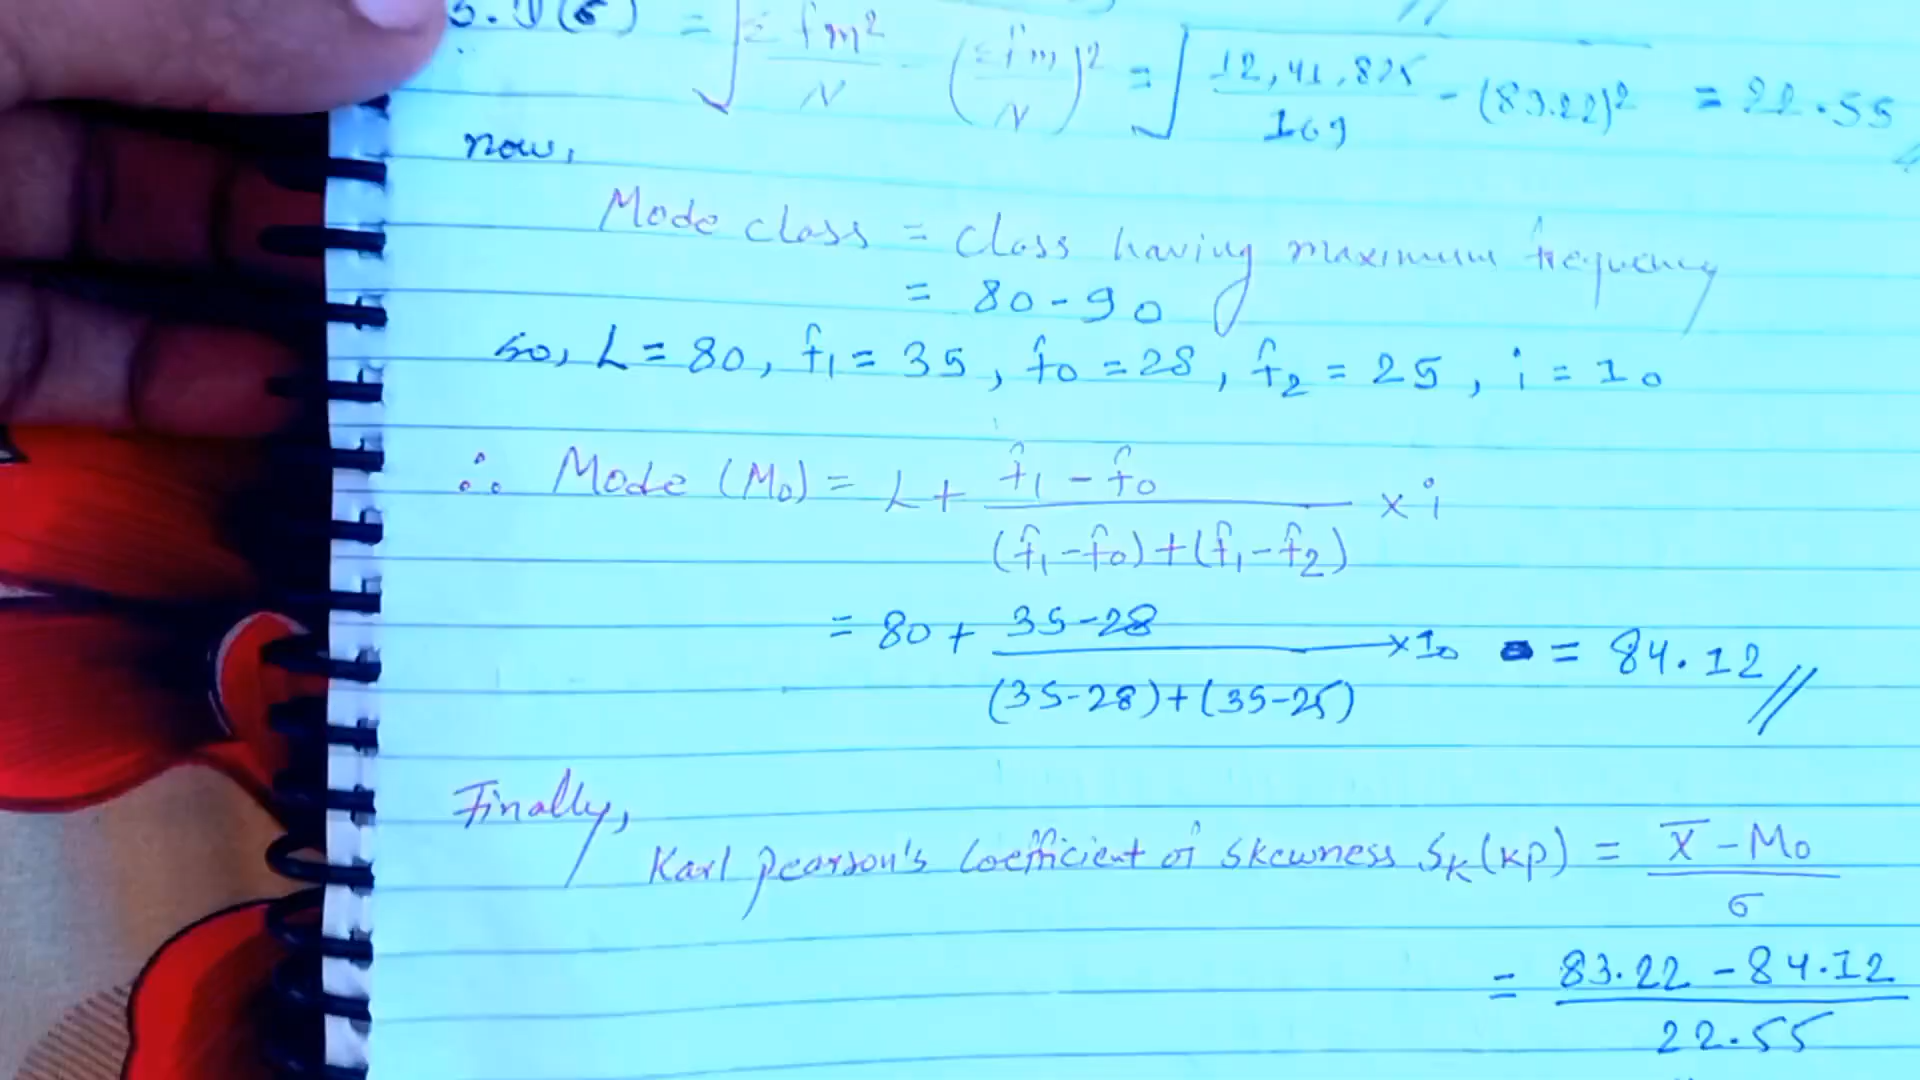 S.D(σ) = √ Σfm²/N - (Σfm/N)² = √ 12,41,825/169 - (83.22)² = 22.55
now,
Mode class = class having maximum frequency
= 80-90
so, L = 80, f1 = 35, f0 = 28, f2 = 25, i = 10
∴ Mode (Mo) = L + f1 - f0 / (f1 - f0) + (f1 - f2) × i
= 80 + 35-28 / (35-28)+(35-25) ×10 = 84.12 //
Finally,
Karl pearson's coefficient of skewness SK(KP) = X̄ - Mo / σ
= 83.22 - 84.12 / 22.55